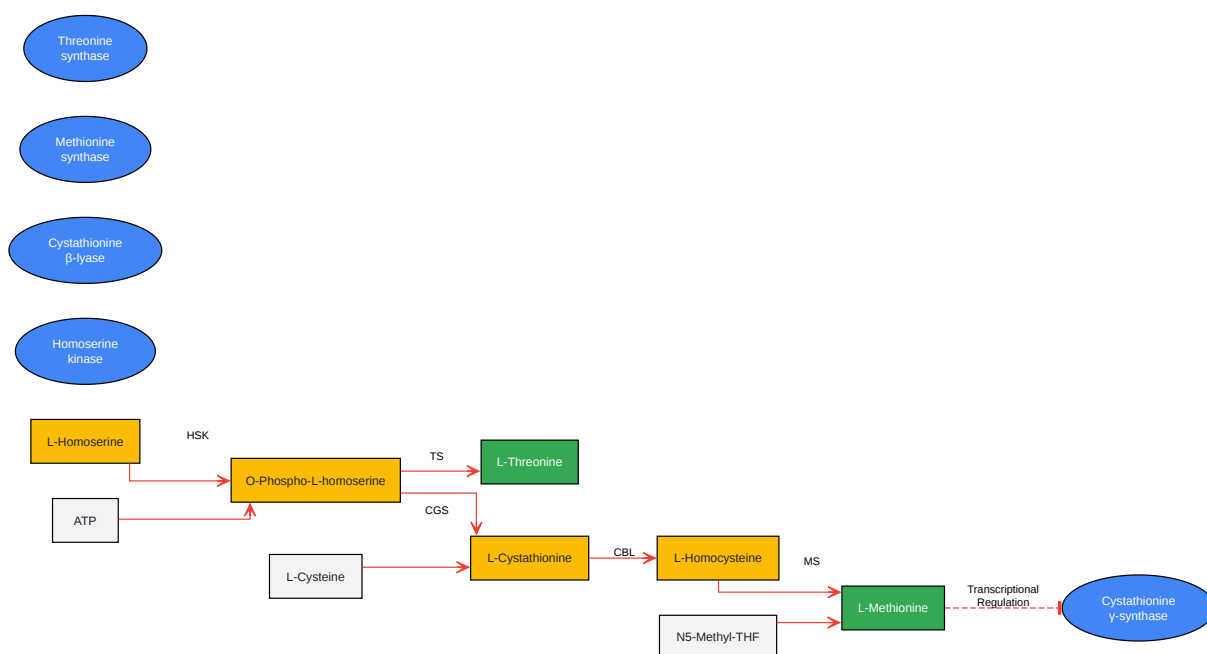 Threonine
synthase
Methionine
synthase
Cystathionine
β-lyase
Homoserine
kinase
L-Homoserine
HSK
O-Phospho-L-homoserine
TS
L-Threonine
ATP
CGS
L-Cysteine
L-Cystathionine
CBL
L-Homocysteine
MS
N5-Methyl-THF
L-Methionine
Transcriptional
Regulation
Cystathionine
γ-synthase